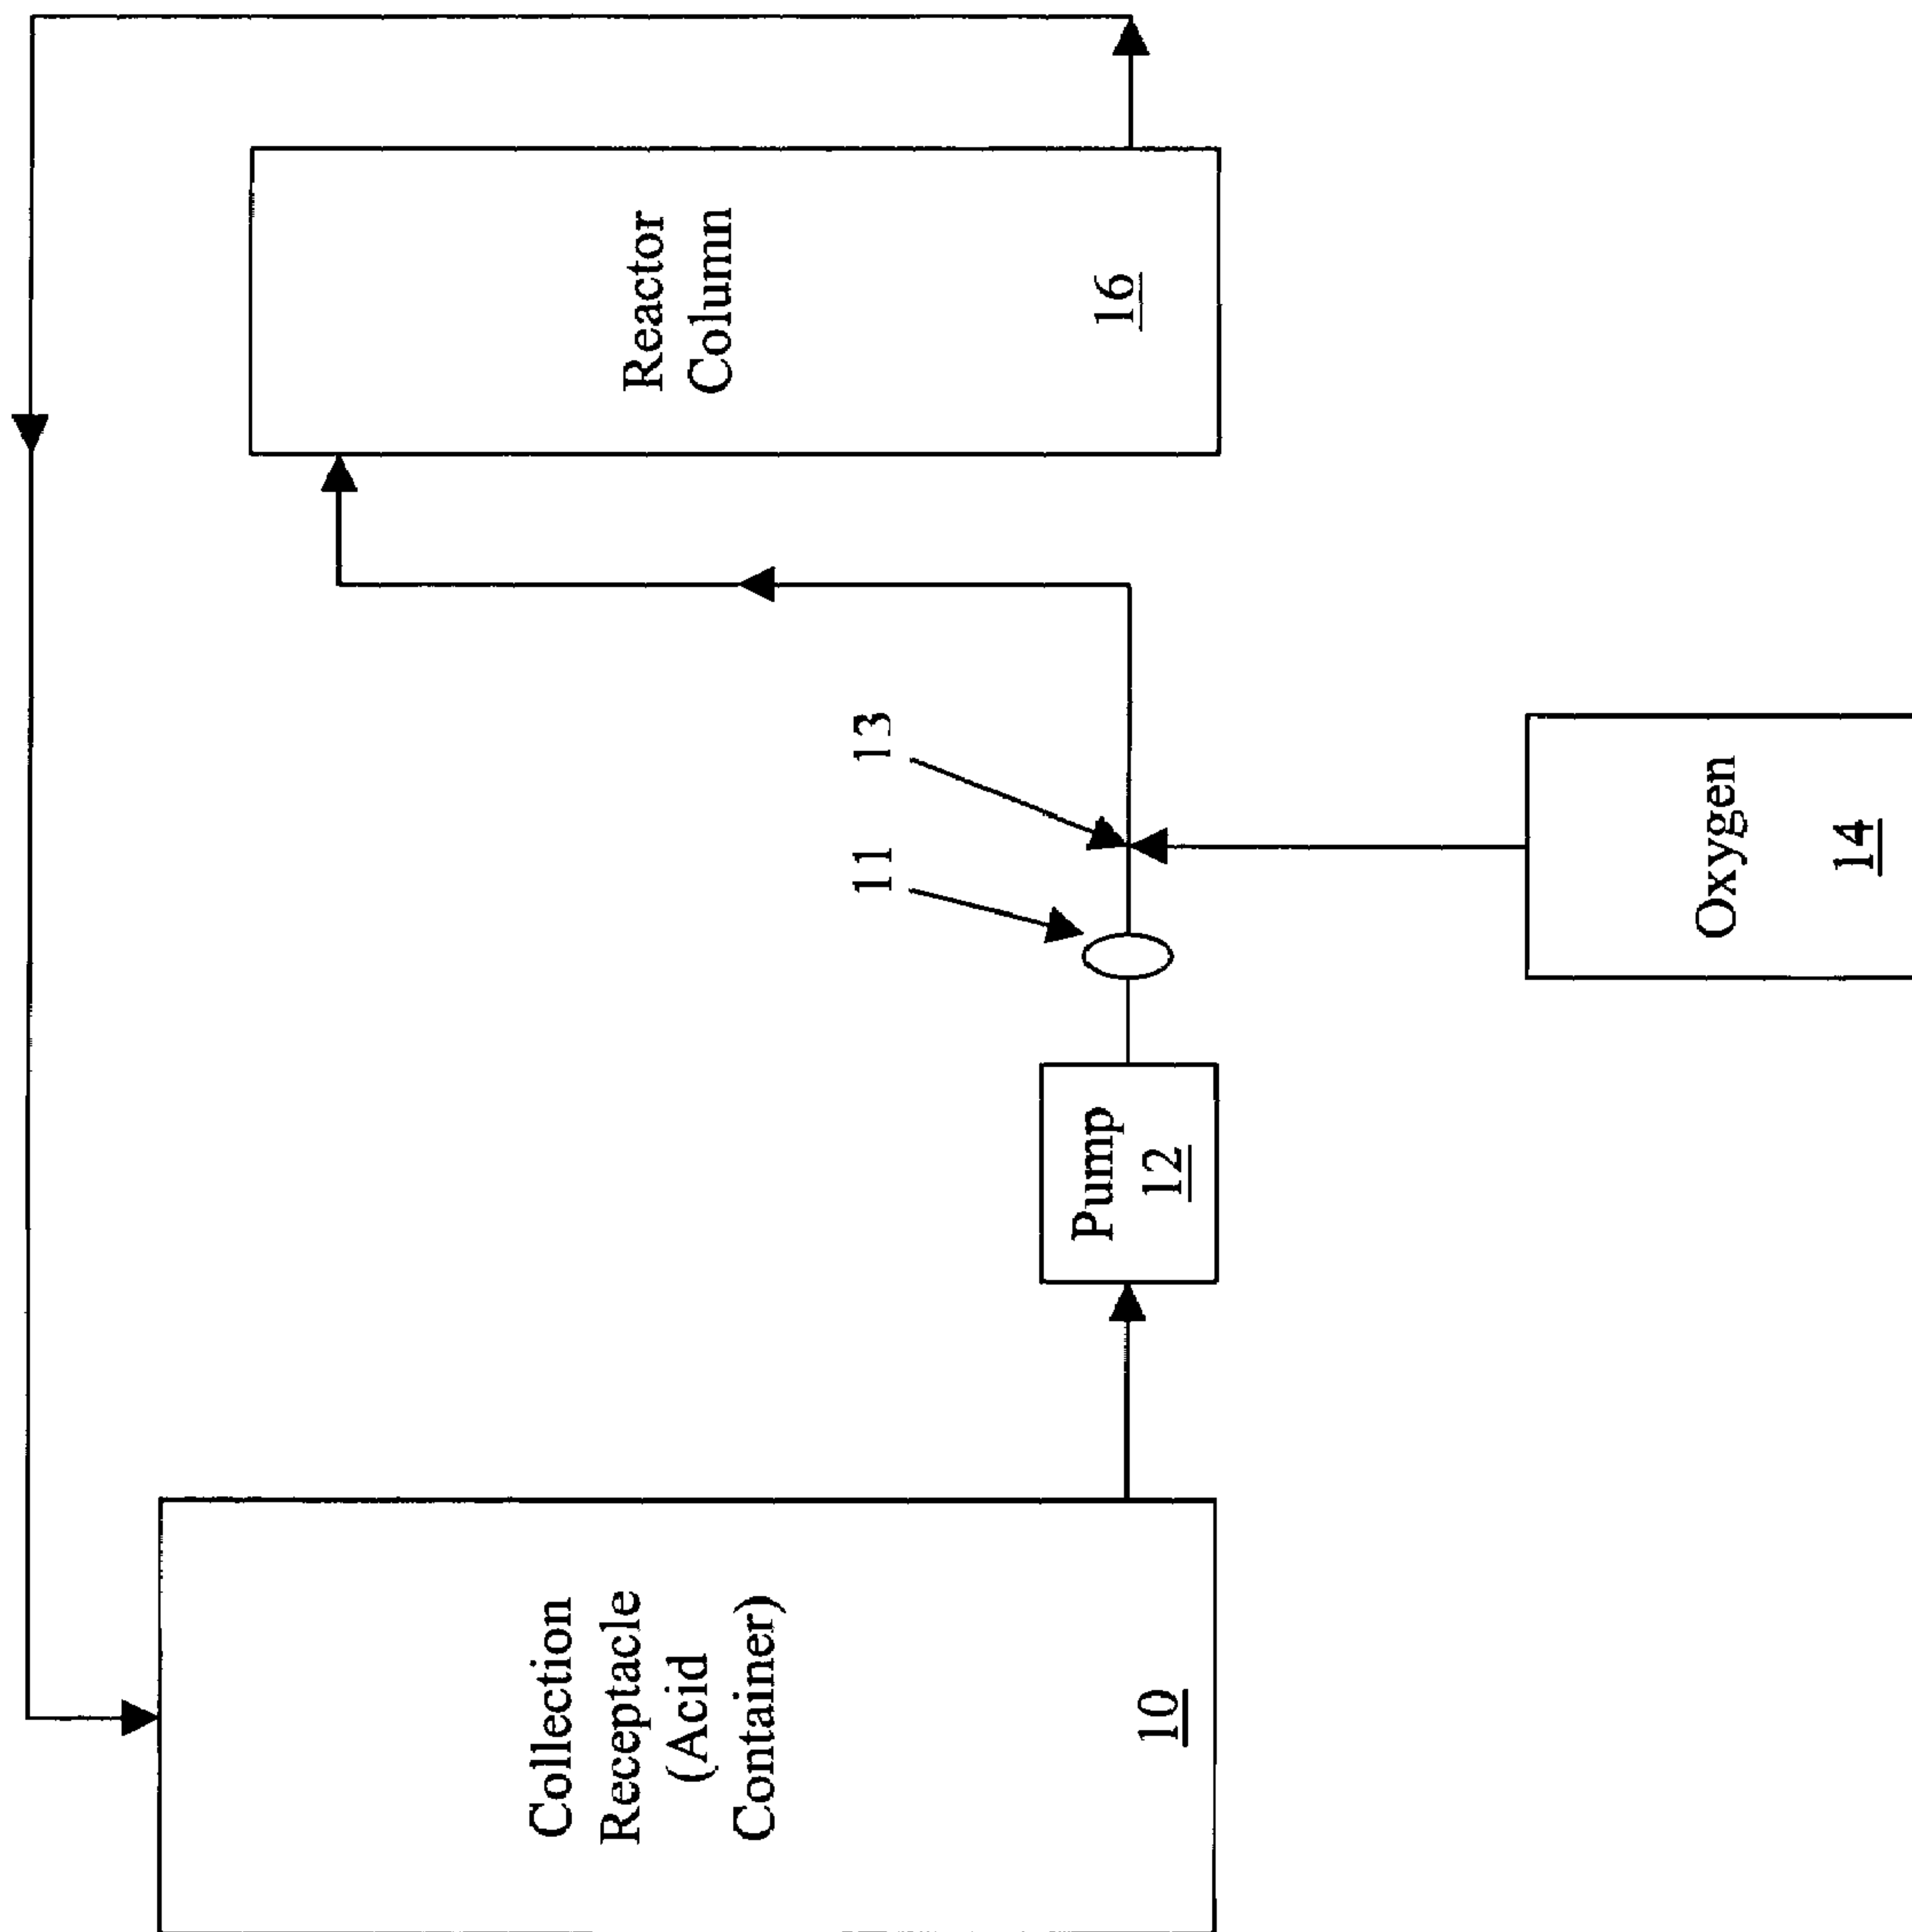 Collection
Receptacle
(Acid
Container)
10
Pump
12
11
13
Oxygen
14
Reactor
Column
16